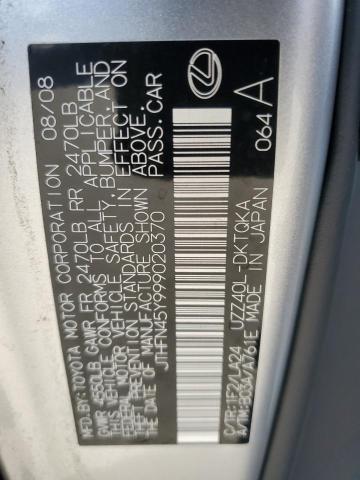 MFD.BY:TOYOTA MOTOR CORPORATION 08/08
GVWR 4550LB GAWR FR 2470LB RR 2470LB
THIS VEHICLE CONFORMS TO ALL APPLICABLE
FEDERAL MOTOR VEHICLE SAFETY, BUMPER, AND
THEFT PREVENTION STANDARDS IN EFFECT ON
THE DATE OF MANUFACTURE SHOWN ABOVE.
JTHFN45Y999020370 PASS.CAR
C/TR:1F2/LA24 UZZ40L-DKTQKA
A/TM:B03A/A761E MADE IN JAPAN
064 A